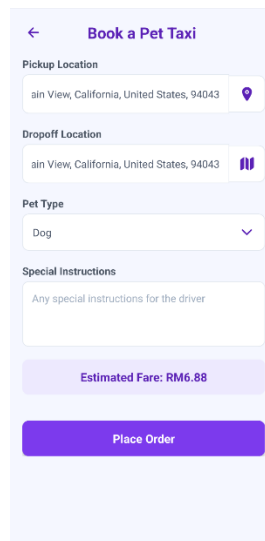 Book a Pet Taxi
Pickup Location
ain View, California, United States, 94043
Dropoff Location
ain View, California, United States, 94043
Pet Type
Dog
Special Instructions
Any special instructions for the driver
Estimated Fare: RM6.88
Place Order